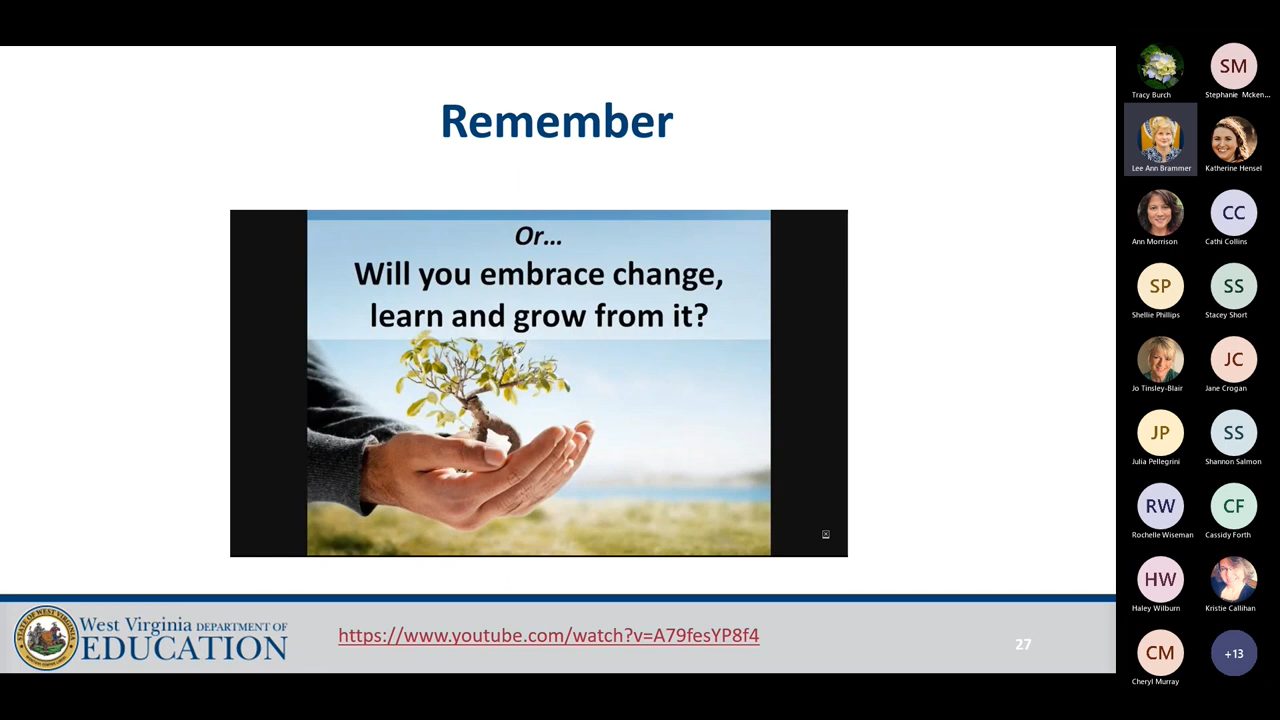 Remember
Or...
Will you embrace change,
learn and grow from it?
West Virginia DEPARTMENT OF
EDUCATION
https://www.youtube.com/watch?v=A79fesYP8f4
27
SM
Tracy Burch
Stephanie Mcken...
Lee Ann Brammer
Katherine Hensel
CC
Ann Morrison
Cathi Collins
SP
SS
Shellie Phillips
Stacey Short
JC
Jo Tinsley-Blair
Jane Crogan
JP
SS
Julia Pellegrini
Shannon Salmon
RW
CF
Rochelle Wiseman
Cassidy Forth
HW
Haley Wilburn
Kristie Callihan
CM
+13
Cheryl Murray